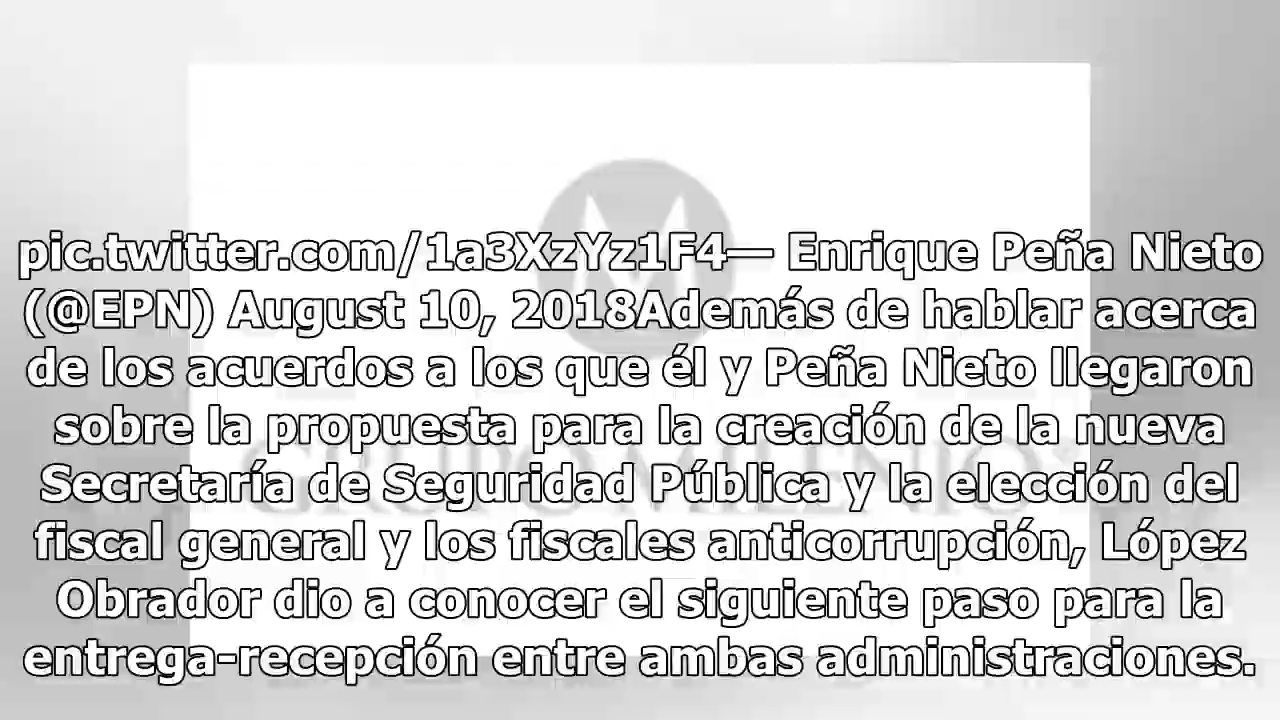 pic.twitter.com/1a3XzYz1F4— Enrique Peña Nieto
(@EPN) August 10, 2018Además de hablar acerca
de los acuerdos a los que él y Peña Nieto llegaron
sobre la propuesta para la creación de la nueva
Secretaría de Seguridad Pública y la elección del
fiscal general y los fiscales anticorrupción, López
Obrador dio a conocer el siguiente paso para la
entrega-recepción entre ambas administraciones.
GRUPO MILENIO